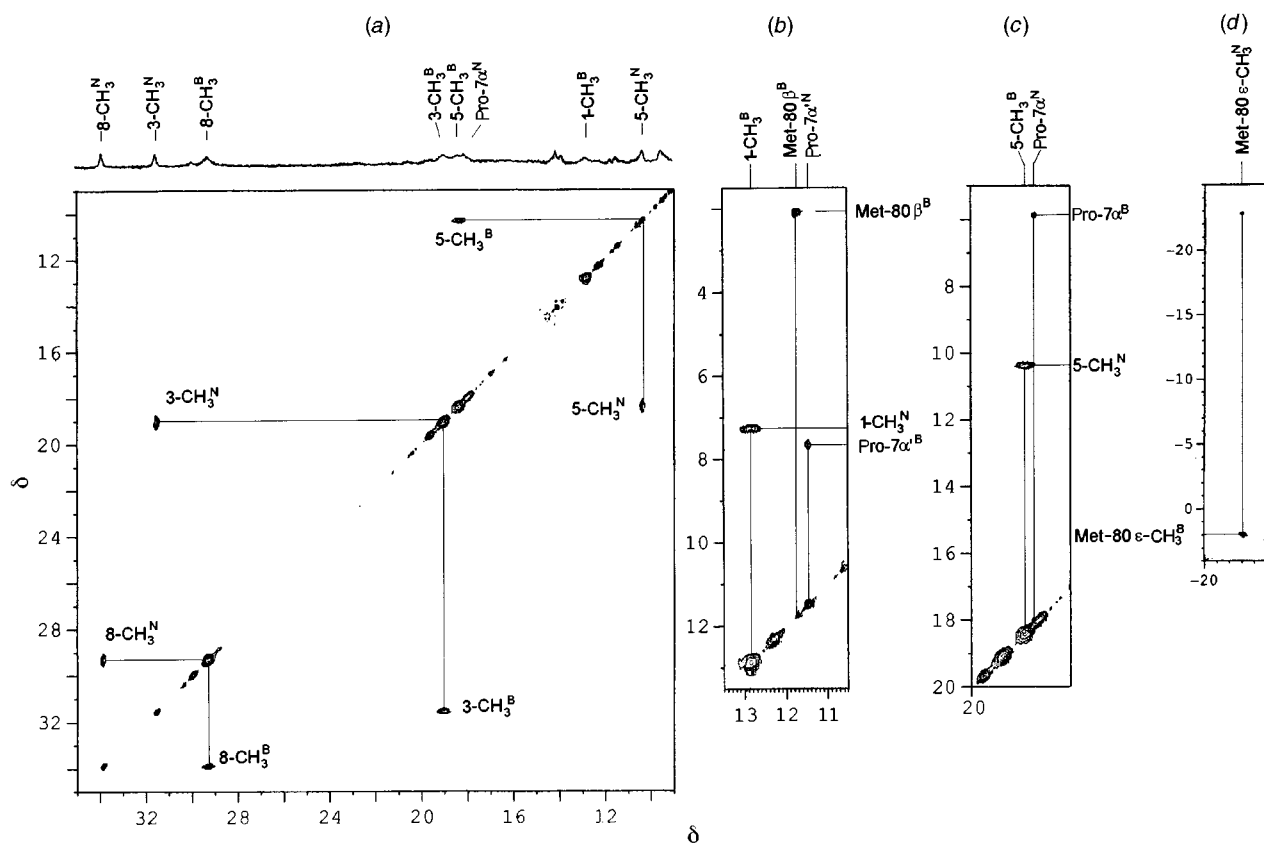 (a)
(b)
(c)
(d)
8-CH₃ᴺ
3-CH₃ᴺ
8-CH₃ᴮ
3-CH₃ᴮ
5-CH₃ᴮ
Pro-7αᴺ
1-CH₃ᴮ
5-CH₃ᴺ
5-CH₃ᴮ
3-CH₃ᴺ
5-CH₃ᴺ
8-CH₃ᴺ
3-CH₃ᴮ
8-CH₃ᴮ
12
16
20
24
28
32
δ
32
28
24
20
16
12
δ
1-CH₃ᴮ
Met-80 βᴮ
Pro-7α'ᴺ
Met-80 βᴮ
1-CH₃ᴺ
Pro-7α'ᴮ
4
6
8
10
12
13
12
11
5-CH₃ᴮ
Pro-7αᴺ
Pro-7αᴮ
5-CH₃ᴺ
Met-80 ε-CH₃ᴮ
8
10
12
14
16
18
20
20
Met-80 ε-CH₃ᴺ
-20
-15
-10
-5
0
-20